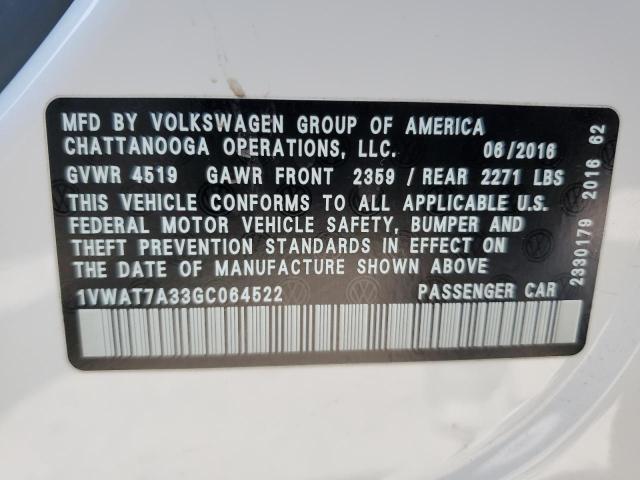 MFD BY VOLKSWAGEN GROUP OF AMERICA
CHATTANOOGA OPERATIONS, LLC. 06/2016
GVWR 4519 GAWR FRONT 2359 / REAR 2271 LBS
THIS VEHICLE CONFORMS TO ALL APPLICABLE U.S.
FEDERAL MOTOR VEHICLE SAFETY, BUMPER AND
THEFT PREVENTION STANDARDS IN EFFECT ON
THE DATE OF MANUFACTURE SHOWN ABOVE
1VWAT7A33GC064522 PASSENGER CAR
2330179 2016 62